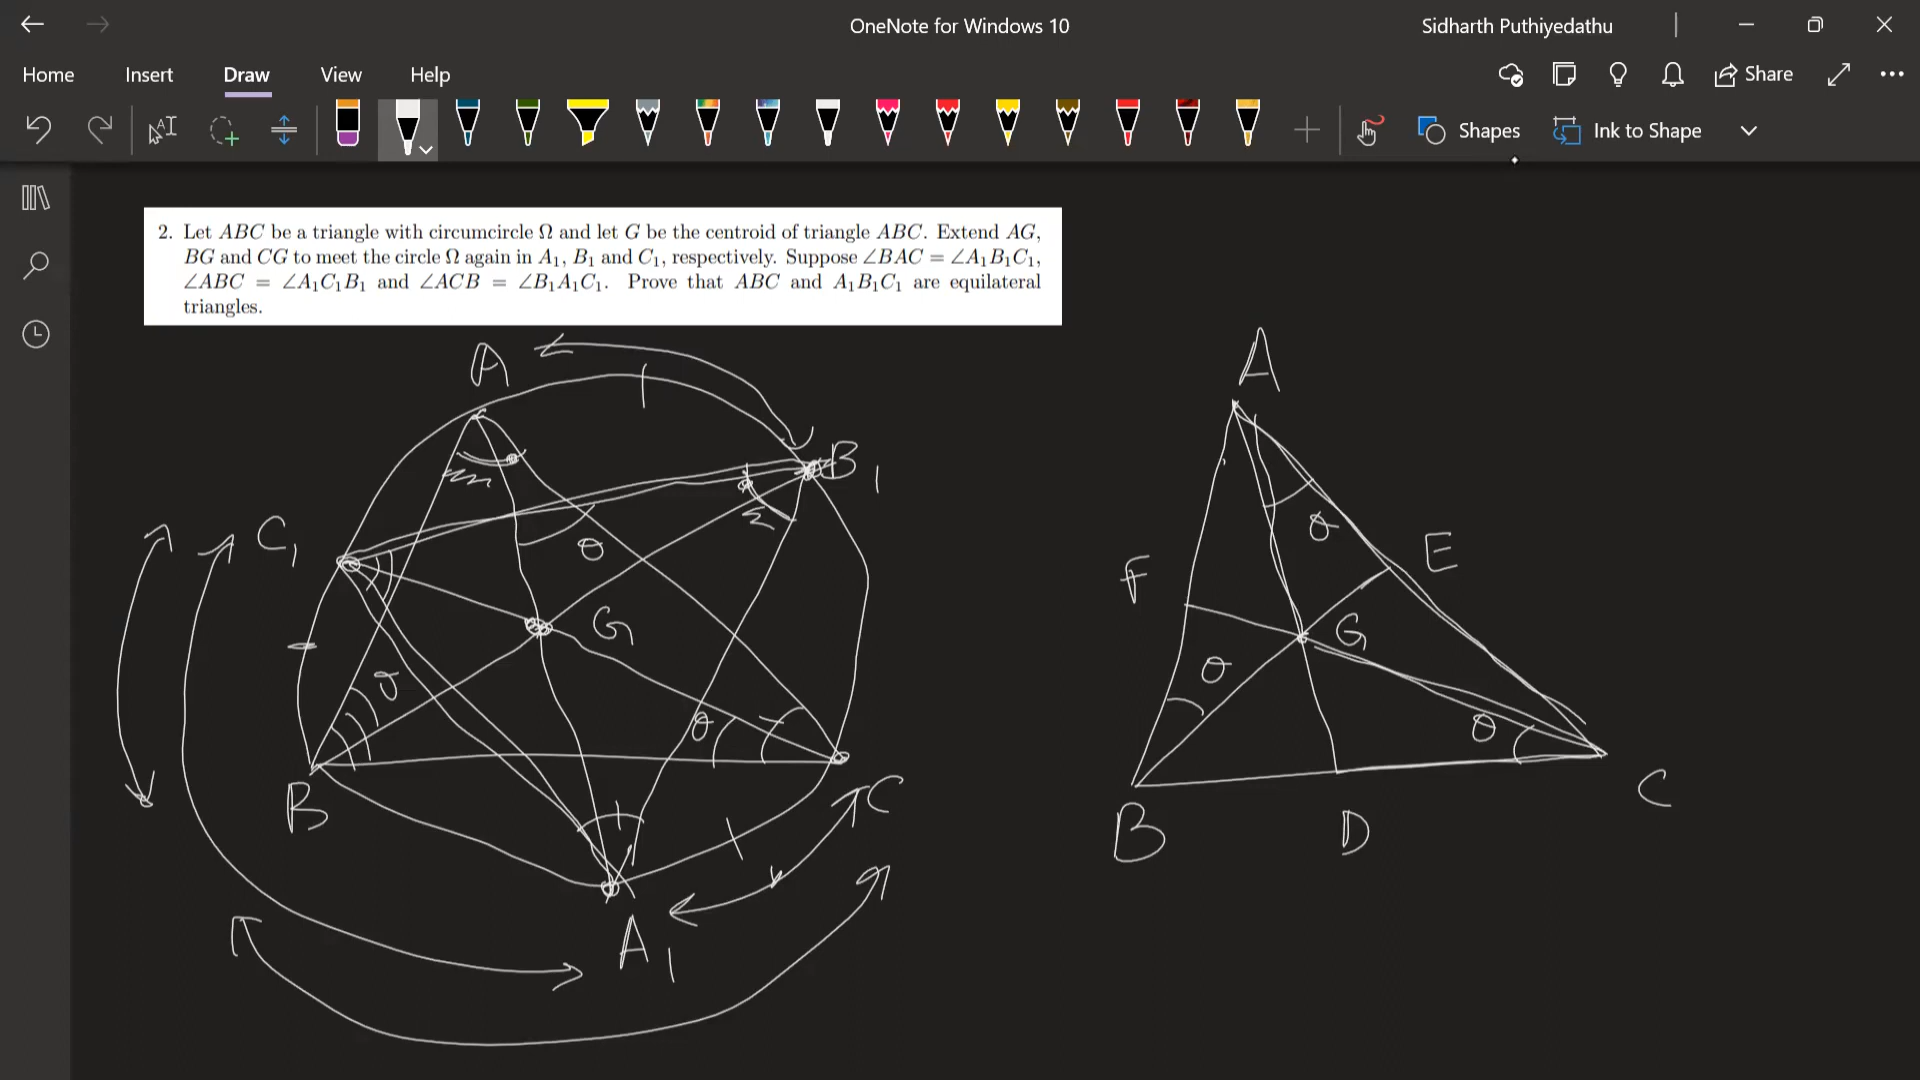 OneNote for Windows 10
Sidharth Puthiyedathu
Home Insert Draw View Help
Share
Shapes
Ink to Shape
2. Let ABC be a triangle with circumcircle Ω and let G be the centroid of triangle ABC. Extend AG,
BG and CG to meet the circle Ω again in A₁, B₁ and C₁, respectively. Suppose ∠BAC = ∠A₁B₁C₁,
∠ABC = ∠A₁C₁B₁ and ∠ACB = ∠B₁A₁C₁. Prove that ABC and A₁B₁C₁ are equilateral
triangles.
A
B₁
C₁
θ
G
θ
θ
B
C
A₁
A
θ
E
F
G
θ
θ
C
B
D